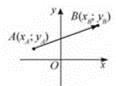 y
B(x_B; y_B)
A(x_A; y_A)
x